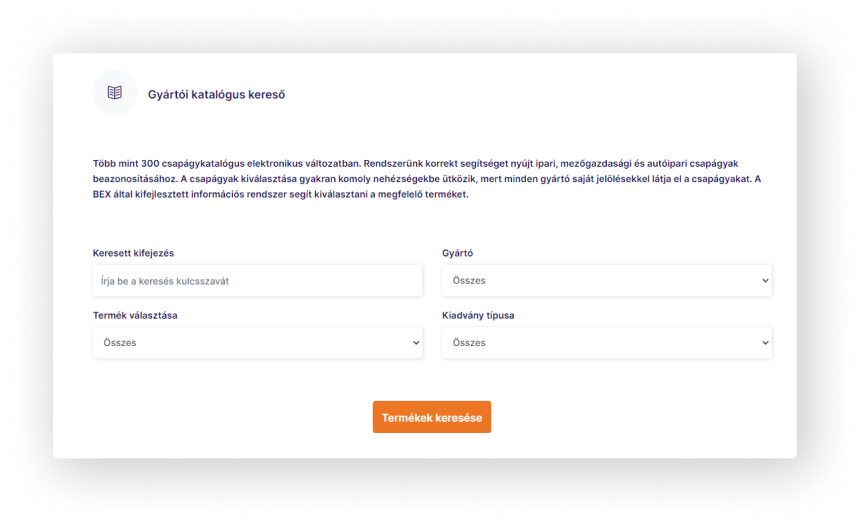 Gyártói katalógus kereső
Több mint 300 csapágykatalógus elektronikus változatban. Rendszerünk korrekt segítséget nyújt ipari, mezőgazdasági és autóipari csapágyak
beazonosításához. A csapágyak kiválasztása gyakran komoly nehézségekbe ütközik, mert minden gyártó saját jelölésekkel látja el a csapágyakat. A
BEX által kifejlesztett információs rendszer segít kiválasztani a megfelelő terméket.
Keresett kifejezés
Gyártó
Írja be a keresés kulcsszavát
Összes
Termék választása
Kiadvány típusa
Összes
Összes
Termékek keresése